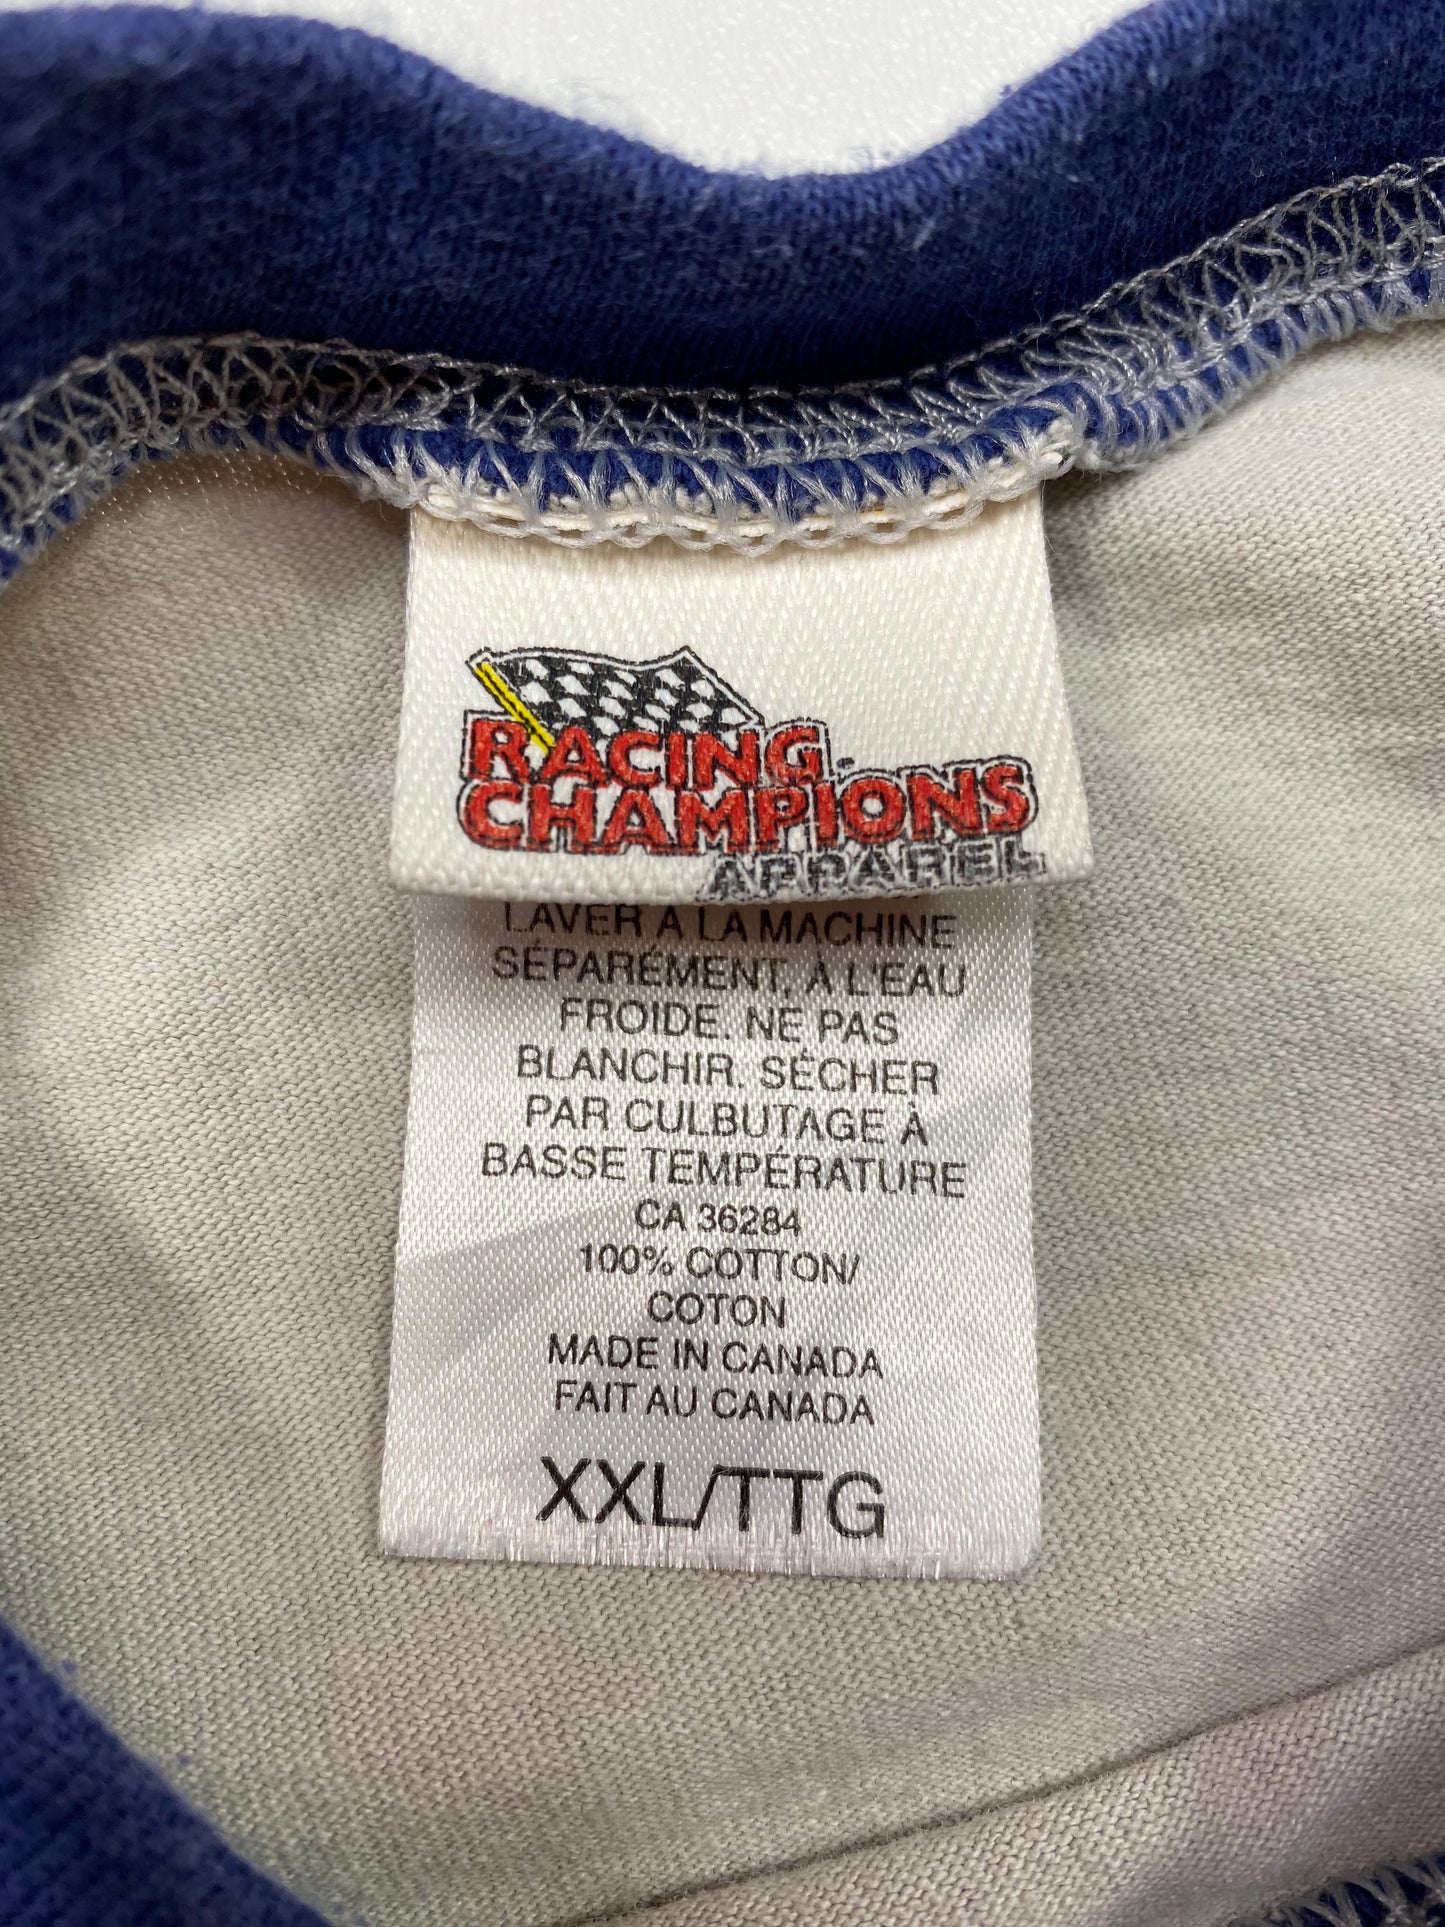 RACING
CHAMPIONS
APPAREL
LAVER À LA MACHINE
SÉPARÉMENT, À L'EAU
FROIDE. NE PAS
BLANCHIR. SÉCHER
PAR CULBUTAGE À
BASSE TEMPÉRATURE
CA 36284
100% COTTON/
COTON
MADE IN CANADA
FAIT AU CANADA
XXL/TTG